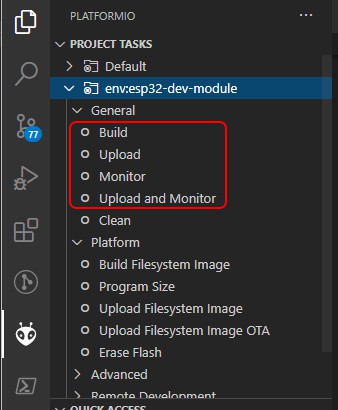 PLATFORMIO
PROJECT TASKS
Default
env:esp32-dev-module
General
Build
Upload
77
Monitor
Upload and Monitor
Clean
Platform
Build Filesystem Image
Program Size
Upload Filesystem Image
Upload Filesystem Image OTA
Erase Flash
Advanced
Remote Development
QUICK ACCESS